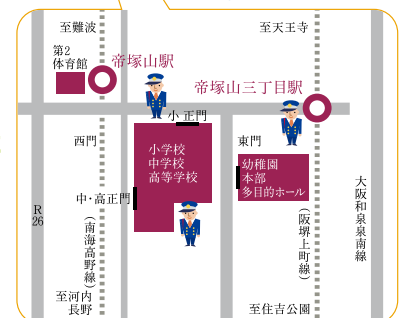 至難波
至天王寺
第2
体育館
帝塚山駅
帝塚山三丁目駅
小 正門
西門
東門
小学校
中学校
高等学校
幼稚園
本部
多目的ホール
中・高正門
R
26
(南海高野線)
(阪堺上町線)
大阪和泉泉南線
至河内
長野
至住吉公園